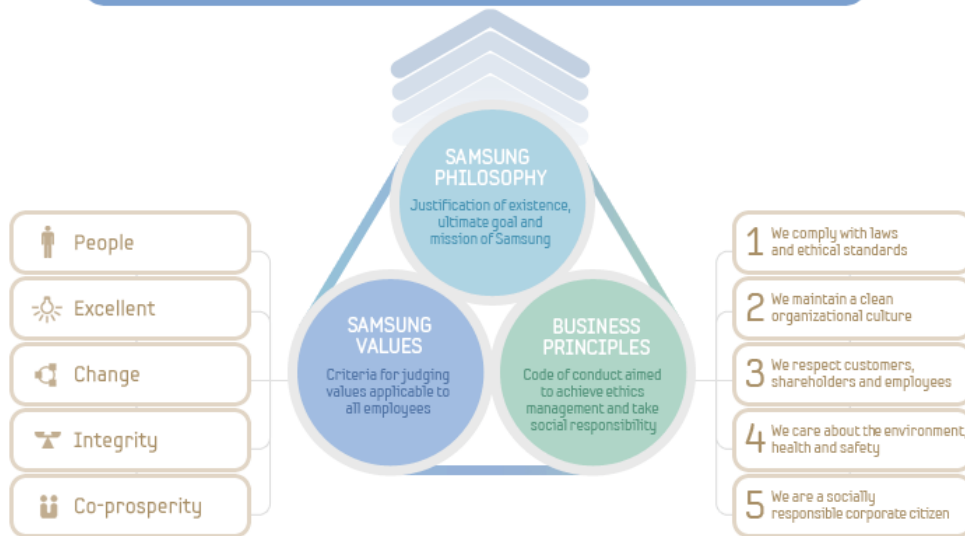 SAMSUNG
PHILOSOPHY
Justification of existence,
ultimate goal and
mission of Samsung
People
Excellent
Change
Integrity
Co-prosperity
SAMSUNG
VALUES
Criteria for judging
values applicable to
all employees
BUSINESS
PRINCIPLES
Code of conduct aimed
to achieve ethics
management and take
social responsibility
1 We comply with laws
and ethical standards
2 We maintain a clean
organizational culture
3 We respect customers,
shareholders and employees
4 We care about the environment,
health and safety
5 We are a socially
responsible corporate citizen